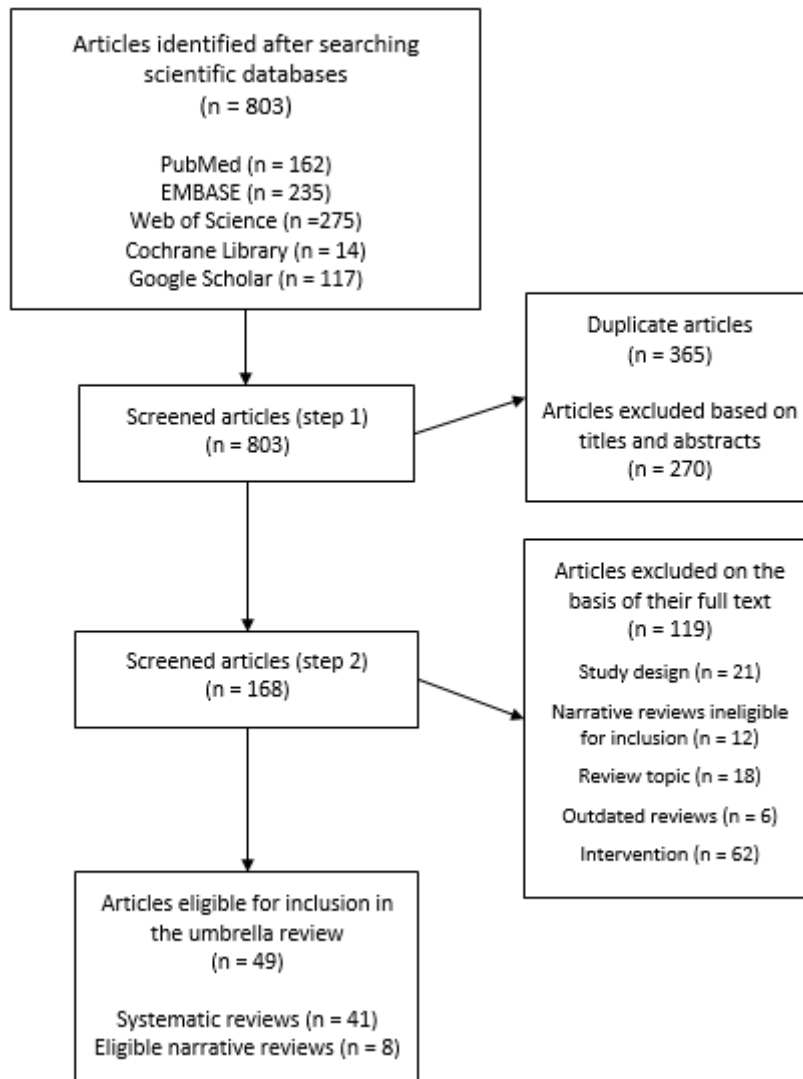 Articles identified after searching
scientific databases
(n = 803)
PubMed (n = 162)
EMBASE (n = 235)
Web of Science (n =275)
Cochrane Library (n = 14)
Google Scholar (n = 117)
Duplicate articles
(n = 365)
Articles excluded based on
titles and abstracts
(n = 270)
Screened articles (step 1)
(n = 803)
Articles excluded on the
basis of their full text
(n = 119)
Study design (n = 21)
Narrative reviews ineligible
for inclusion (n = 12)
Review topic (n = 18)
Outdated reviews (n = 6)
Intervention (n = 62)
Screened articles (step 2)
(n = 168)
Articles eligible for inclusion in
the umbrella review
(n = 49)
Systematic reviews (n = 41)
Eligible narrative reviews (n = 8)